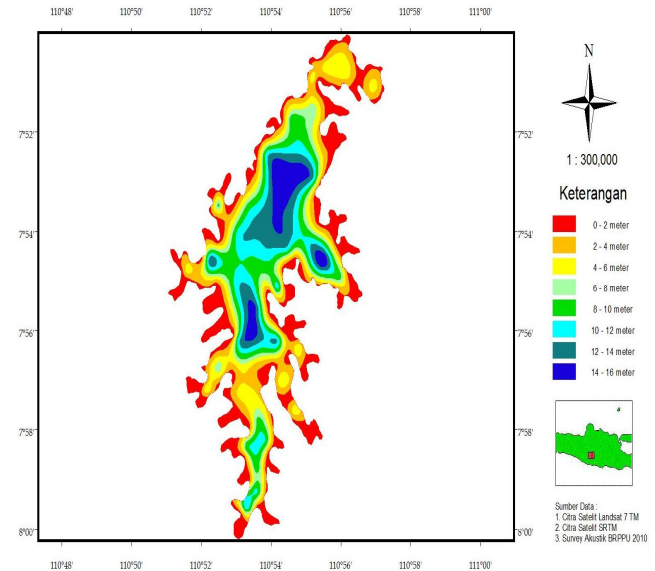 110°48' 110°50' 110°52' 110°54' 110°56' 110°58' 111°00'
N
7°52' 7°52'
1 : 300,000
Keterangan
0 - 2 meter
2 - 4 meter
7°54' 7°54'
4 - 6 meter
6 - 8 meter
8 - 10 meter
7°56' 7°56'
10 - 12 meter
12 - 14 meter
14 - 16 meter
7°58' 7°58'
Sumber Data :
1. Citra Satelit Landsat 7 TM
2. Citra Satelit SRTM
3. Survey Akustik BRPPU 2010
8°00' 8°00'
110°48' 110°50' 110°52' 110°54' 110°56' 110°58' 111°00'